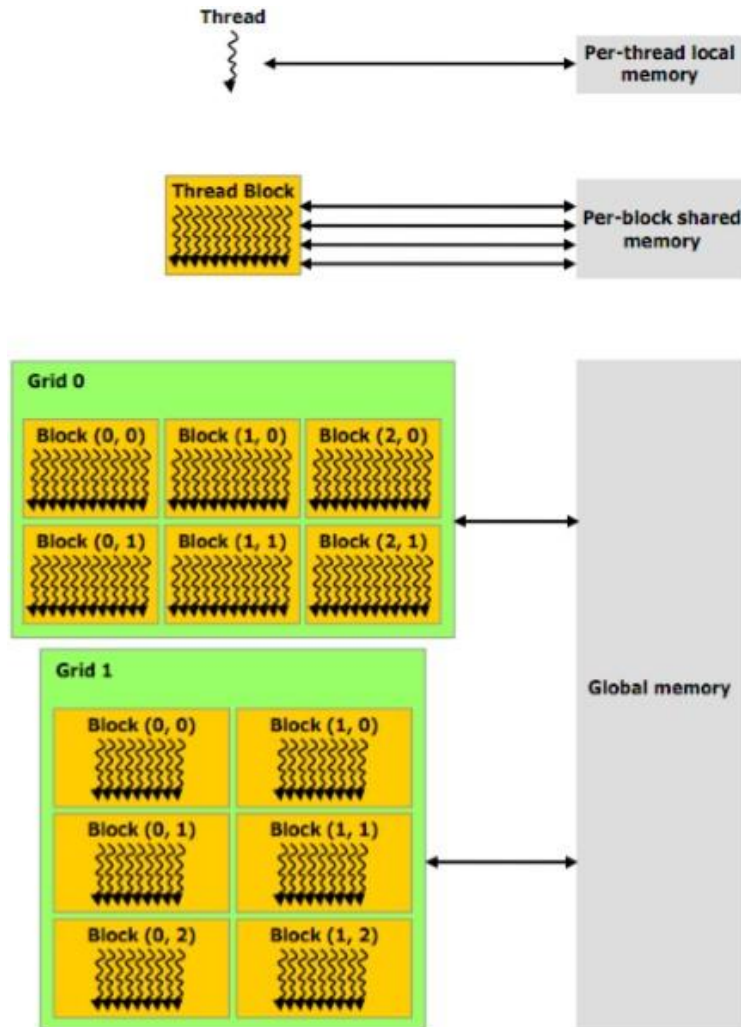 Thread
Per-thread local
memory
Thread Block
Per-block shared
memory
Grid 0
Block (0, 0)
Block (1, 0)
Block (2, 0)
Block (0, 1)
Block (1, 1)
Block (2, 1)
Grid 1
Block (0, 0)
Block (1, 0)
Block (0, 1)
Block (1, 1)
Block (0, 2)
Block (1, 2)
Global memory